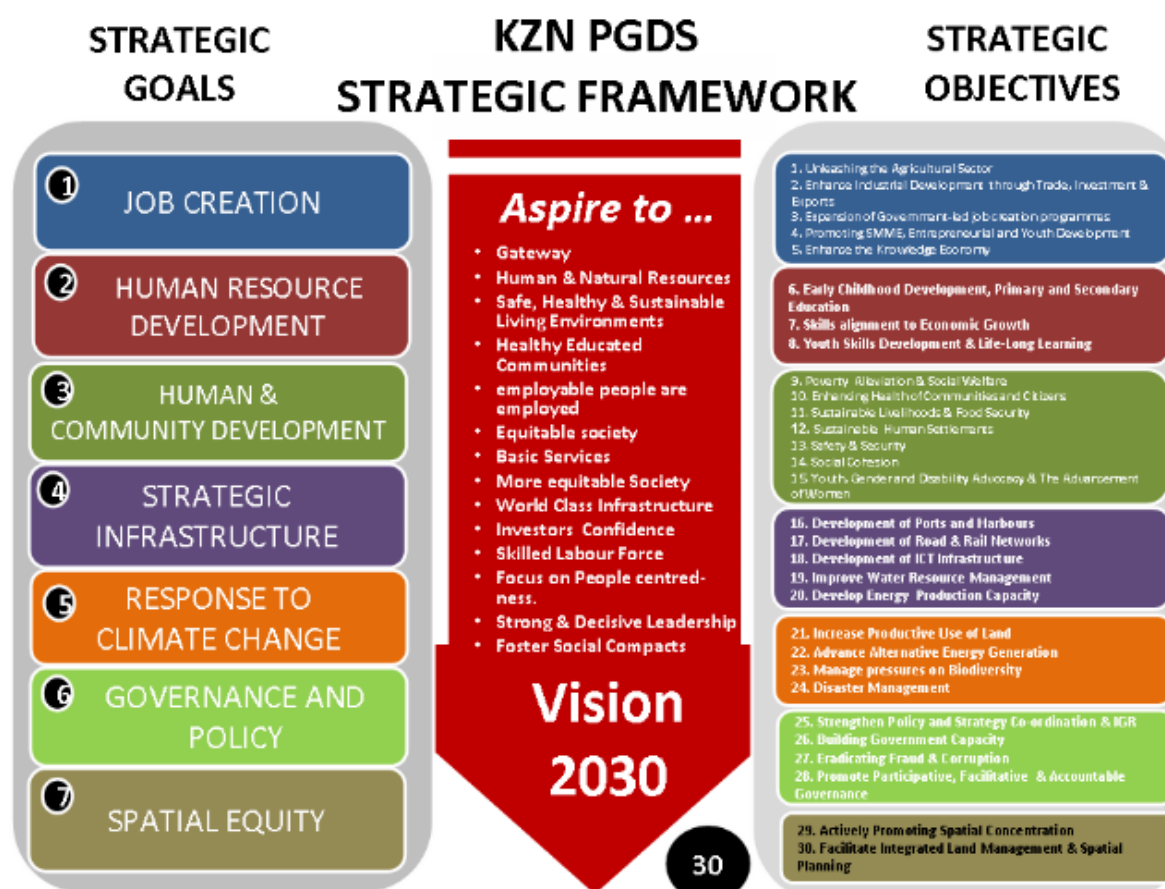 STRATEGIC
GOALS
KZN PGDS
STRATEGIC FRAMEWORK
STRATEGIC
OBJECTIVES
1
JOB CREATION
2
HUMAN RESOURCE
DEVELOPMENT
3
HUMAN &
COMMUNITY DEVELOPMENT
4
STRATEGIC
INFRASTRUCTURE
5
RESPONSE TO
CLIMATE CHANGE
6
GOVERNANCE AND
POLICY
7
SPATIAL EQUITY
Aspire to ...
• Gateway
• Human & Natural Resources
• Safe, Healthy & Sustainable
Living Environments
• Healthy Educated
Communities
• employable people are
employed
• Equitable society
• Basic Services
• More equitable Society
• World Class Infrastructure
• Investors Confidence
• Skilled Labour Force
• Focus on People centred-
ness.
• Strong & Decisive Leadership
• Foster Social Compacts
Vision
2030
30
1. Unleashing the Agricultural Sector
2. Enhance Industrial Development through Trade, Investment &
Exports
3. Expansion of Government-led job creation programmes
4. Promoting SMME, Entrepreneurial and Youth Development
5. Enhance the Knowledge Economy
6. Early Childhood Development, Primary and Secondary
Education
7. Skills alignment to Economic Growth
8. Youth Skills Development & Life-Long Learning
9. Poverty Alleviation & Social Welfare
10. Enhancing Health of Communities and Citizens
11. Sustainable Livelihoods & Food Security
12. Sustainable Human Settlements
13. Safety & Security
14. Social Cohesion
15. Youth, Gender and Disability Advocacy & The Advancement
of Women
16. Development of Ports and Harbours
17. Development of Road & Rail Networks
18. Development of ICT Infrastructure
19. Improve Water Resource Management
20. Develop Energy Production Capacity
21. Increase Productive Use of Land
22. Advance Alternative Energy Generation
23. Manage pressures on Biodiversity
24. Disaster Management
25. Strengthen Policy and Strategy Co-ordination & IGR
26. Building Government Capacity
27. Eradicating Fraud & Corruption
28. Promote Participative, Facilitative & Accountable
Governance
29. Actively Promoting Spatial Concentration
30. Facilitate Integrated Land Management & Spatial
Planning